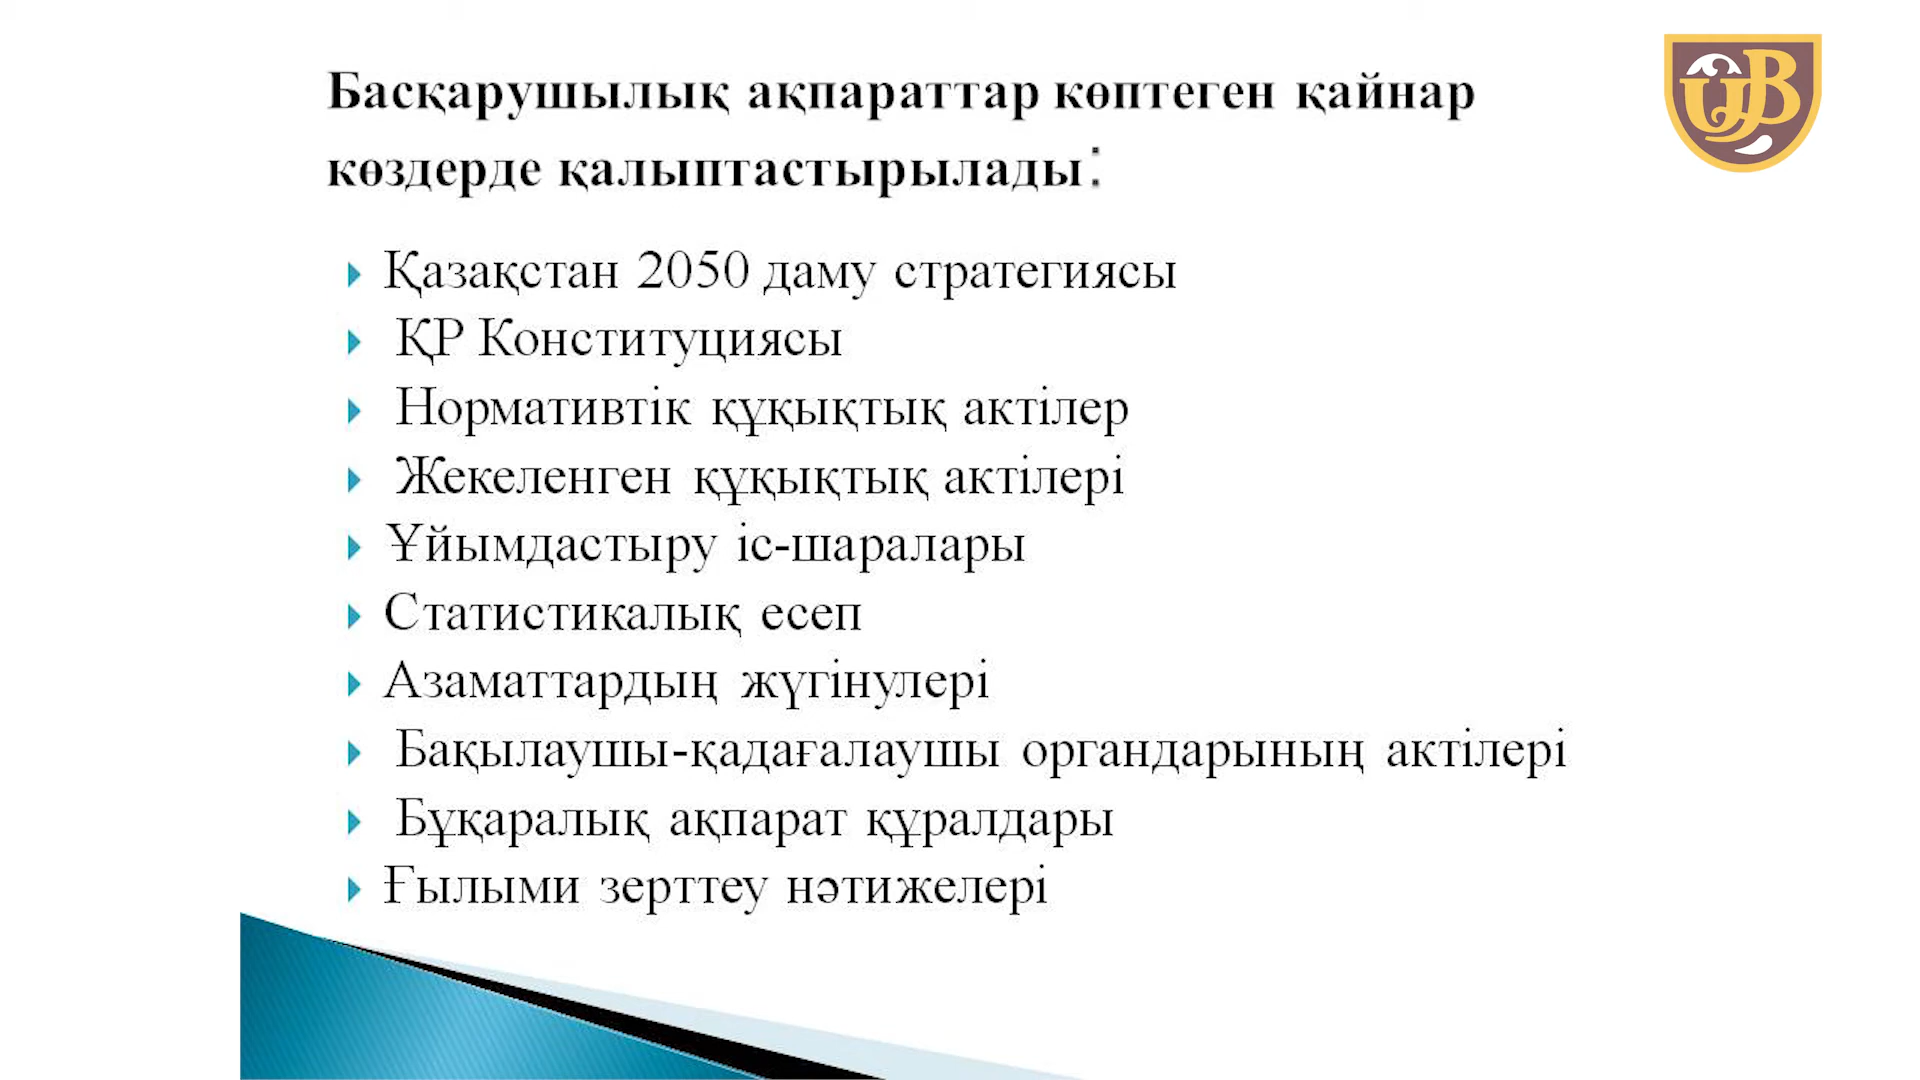 Басқарушылық ақпараттар көптеген қайнар
көздерде қалыптастырылады:
Қазақстан 2050 даму стратегиясы
ҚР Конституциясы
Нормативтік құқықтық актілер
Жекеленген құқықтық актілері
Ұйымдастыру іс-шаралары
Статистикалық есеп
Азаматтардың жүгінулері
Бақылаушы-қадағалаушы органдарының актілері
Бұқаралық ақпарат құралдары
Ғылыми зерттеу нәтижелері